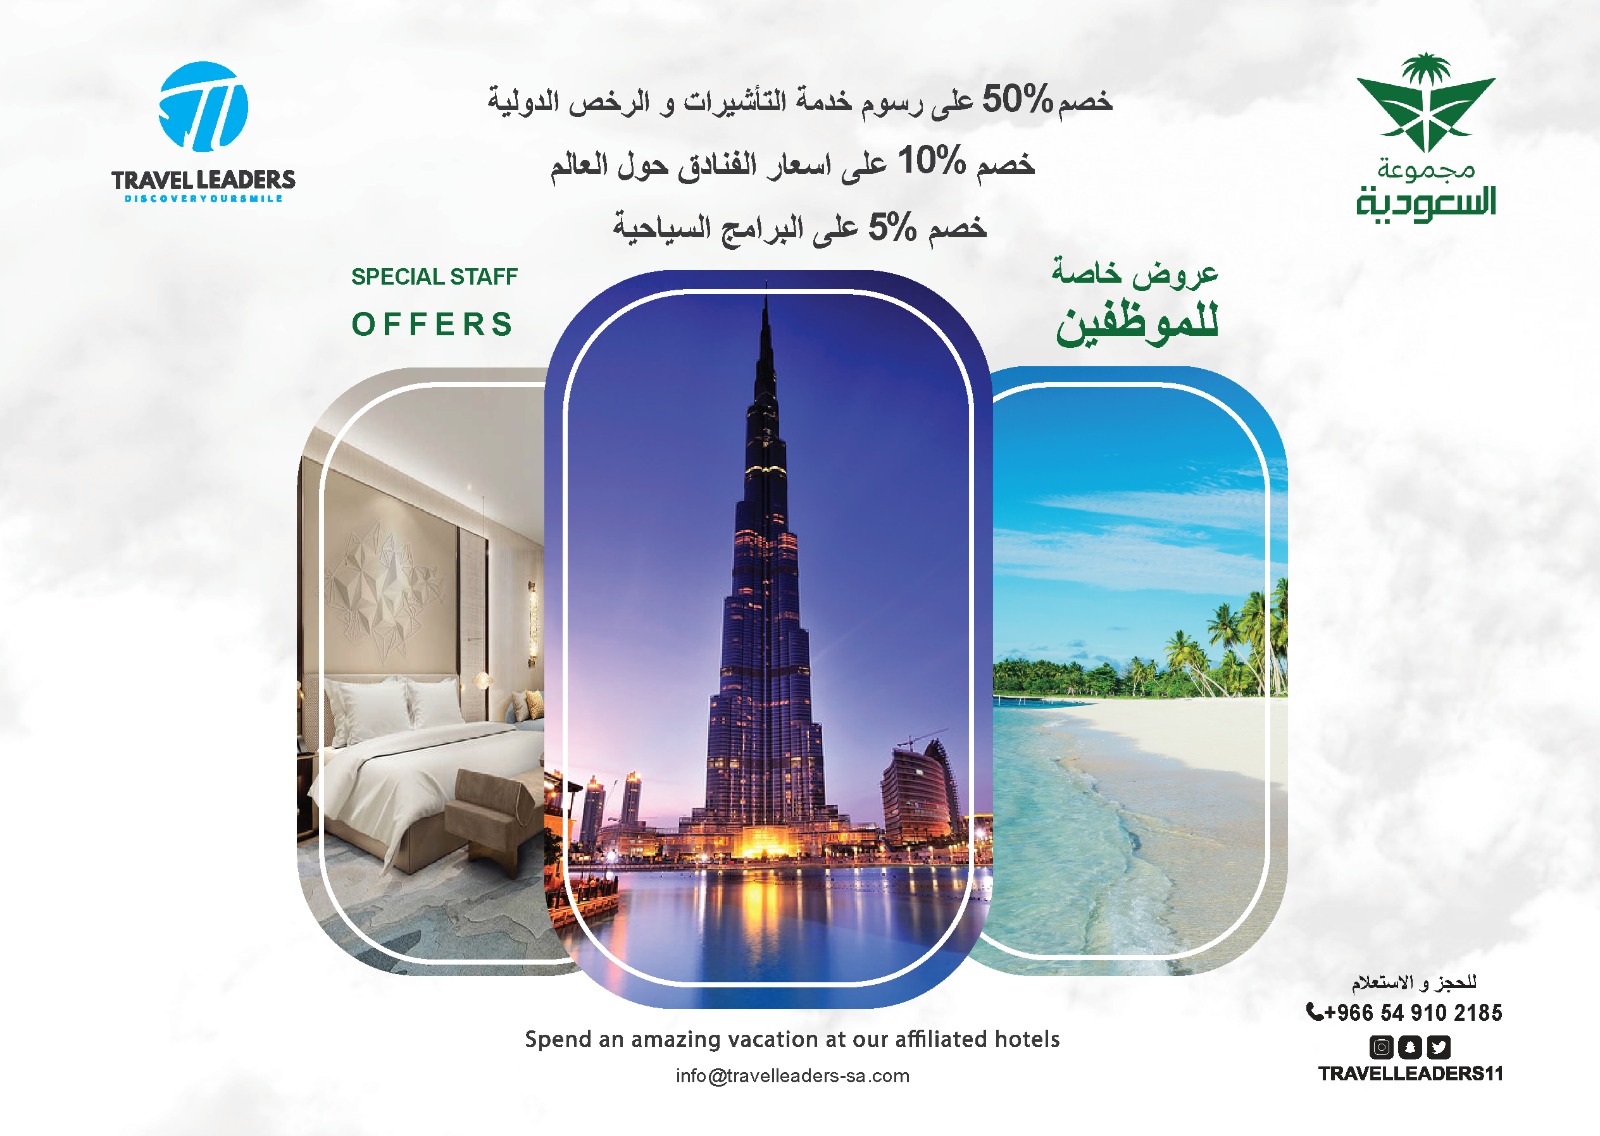 TRAVEL LEADERS
DISCOVERYOURSMILE
مجموعة
السعودية
خصم 50% على رسوم خدمة التأشيرات و الرخص الدولية
خصم 10% على اسعار الفنادق حول العالم
خصم 5% على البرامج السياحية
SPECIAL STAFF
OFFERS
عروض خاصة
للموظفين
Spend an amazing vacation at our affiliated hotels
info@travelleaders-sa.com
للحجز و الاستعلام
+966 54 910 2185
TRAVELLEADERS11